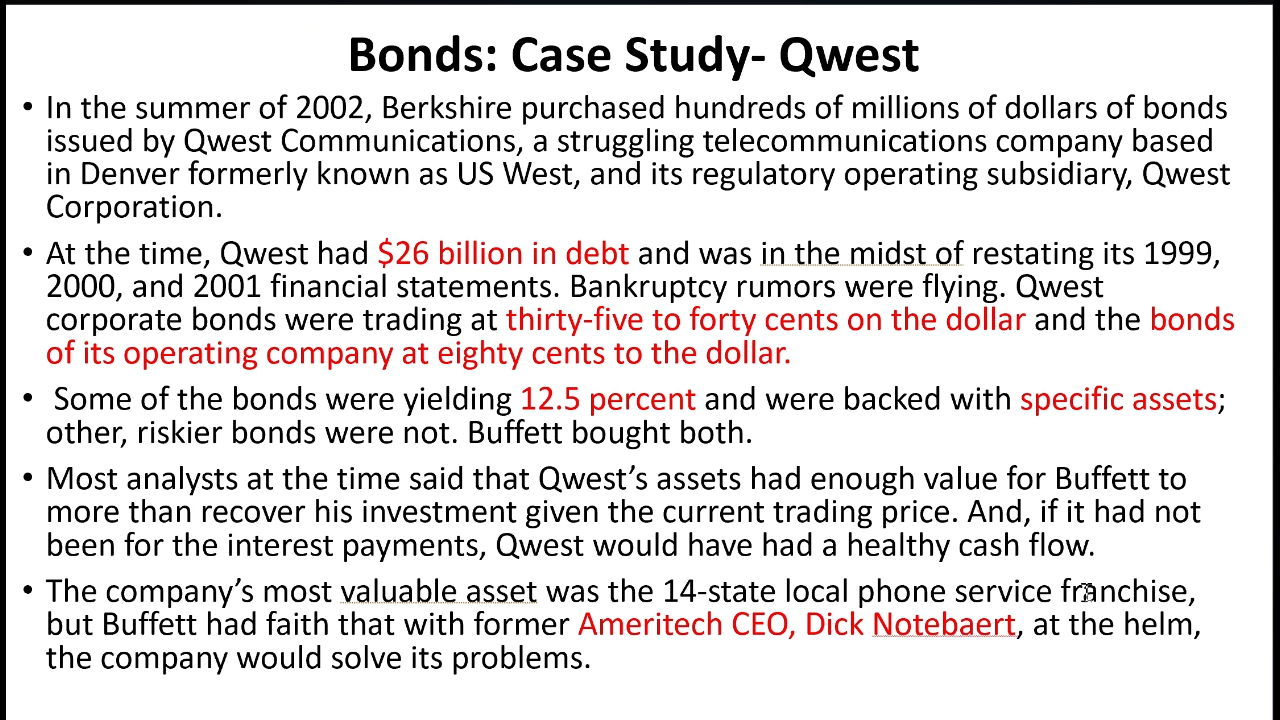 Bonds: Case Study- Qwest
• In the summer of 2002, Berkshire purchased hundreds of millions of dollars of bonds
issued by Qwest Communications, a struggling telecommunications company based
in Denver formerly known as US West, and its regulatory operating subsidiary, Qwest
Corporation.
• At the time, Qwest had $26 billion in debt and was in the midst of restating its 1999,
2000, and 2001 financial statements. Bankruptcy rumors were flying. Qwest
corporate bonds were trading at thirty-five to forty cents on the dollar and the bonds
of its operating company at eighty cents to the dollar.
• Some of the bonds were yielding 12.5 percent and were backed with specific assets;
other, riskier bonds were not. Buffett bought both.
• Most analysts at the time said that Qwest’s assets had enough value for Buffett to
more than recover his investment given the current trading price. And, if it had not
been for the interest payments, Qwest would have had a healthy cash flow.
• The company’s most valuable asset was the 14-state local phone service franchise,
but Buffett had faith that with former Ameritech CEO, Dick Notebaert, at the helm,
the company would solve its problems.